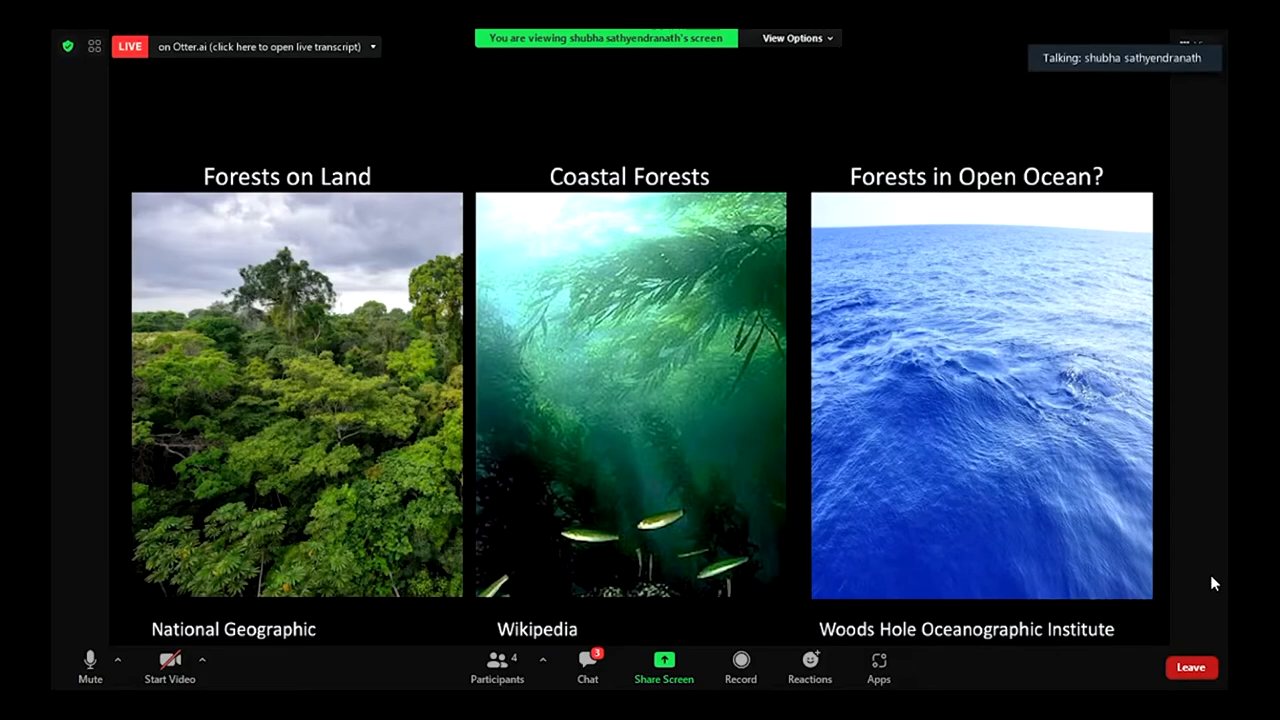 LIVE on Otter.ai (click here to open live transcript)
You are viewing shubha sathyendranath's screen View Options
Talking: shubha sathyendranath
Forests on Land
Coastal Forests
Forests in Open Ocean?
National Geographic
Wikipedia
Woods Hole Oceanographic Institute
Mute
Start Video
4
Participants
3
Chat
Share Screen
Record
Reactions
Apps
Leave